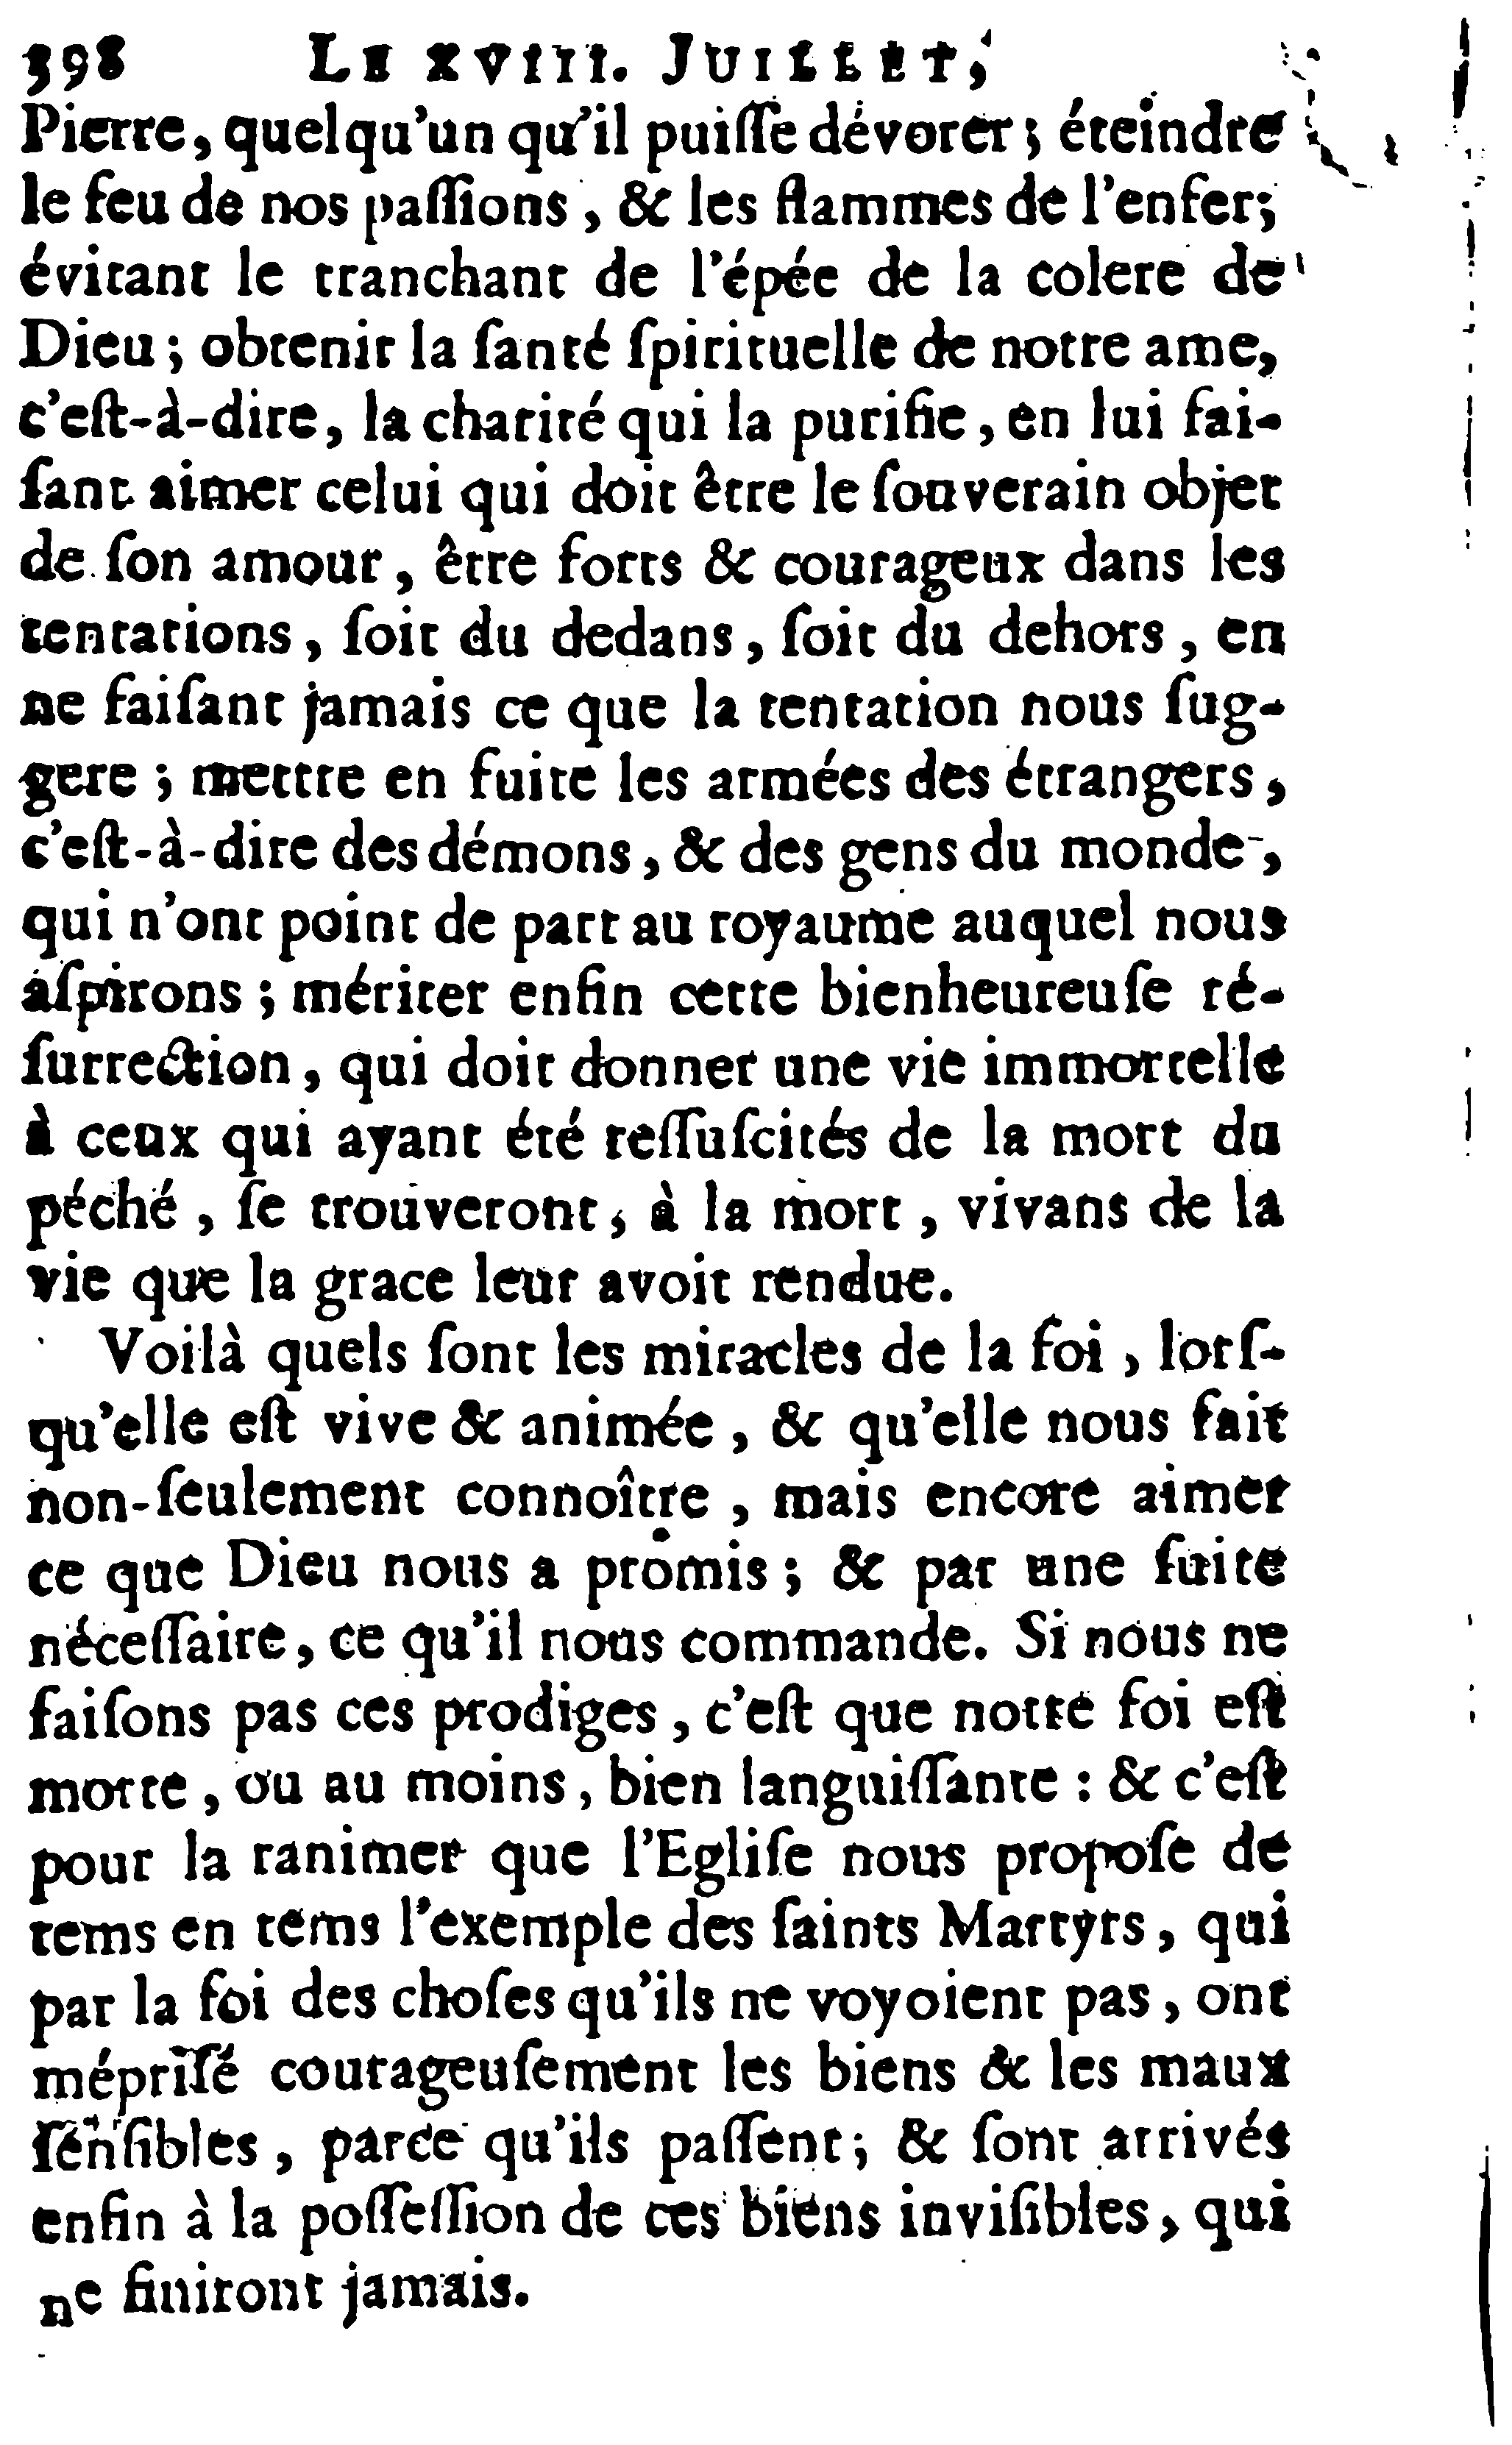 398 LE XVIII. JUILLET,
Pierre, quelqu'un qu'il puiſſe dévorer ; éteindre
le feu de nos paſſions, & les flammes de l'enfer;
évitant le tranchant de l'épée de la colere de
Dieu ; obtenir la ſanté ſpirituelle de notre ame,
c'eſt-à-dire, la charité qui la purifie, en lui fai-
ſant aimer celui qui doit être le ſouverain objet
de ſon amour, être forts & courageux dans les
tentations, ſoit du dedans, ſoit du dehors, en
ne faiſant jamais ce que la tentation nous ſug-
gere ; mettre en fuite les armées des étrangers,
c'eſt-à-dire des démons, & des gens du monde,
qui n'ont point de part au royaume auquel nous
aſpirons ; mériter enfin cette bienheureuſe ré-
ſurrection, qui doit donner une vie immortelle
à ceux qui ayant été reſſuſcités de la mort du
péché, ſe trouveront, à la mort, vivans de la
vie que la grace leur avoit rendue.
Voilà quels ſont les miracles de la foi, lorſ-
qu'elle eſt vive & animée, & qu'elle nous fait
non-ſeulement connoître, mais encore aimer
ce que Dieu nous a promis ; & par une ſuite
néceſſaire, ce qu'il nous commande. Si nous ne
faiſons pas ces prodiges, c'eſt que notre foi eſt
morte, ou au moins, bien languiſſante : & c'eſt
pour la ranimer que l'Egliſe nous propoſe de
tems en tems l'exemple des ſaints Martyrs, qui
par la foi des choſes qu'ils ne voyoient pas, ont
mépriſé courageuſement les biens & les maux
ſenſibles, parce qu'ils paſſent ; & ſont arrivés
enfin à la poſſeſſion de ces biens inviſibles, qui
ne finiront jamais.